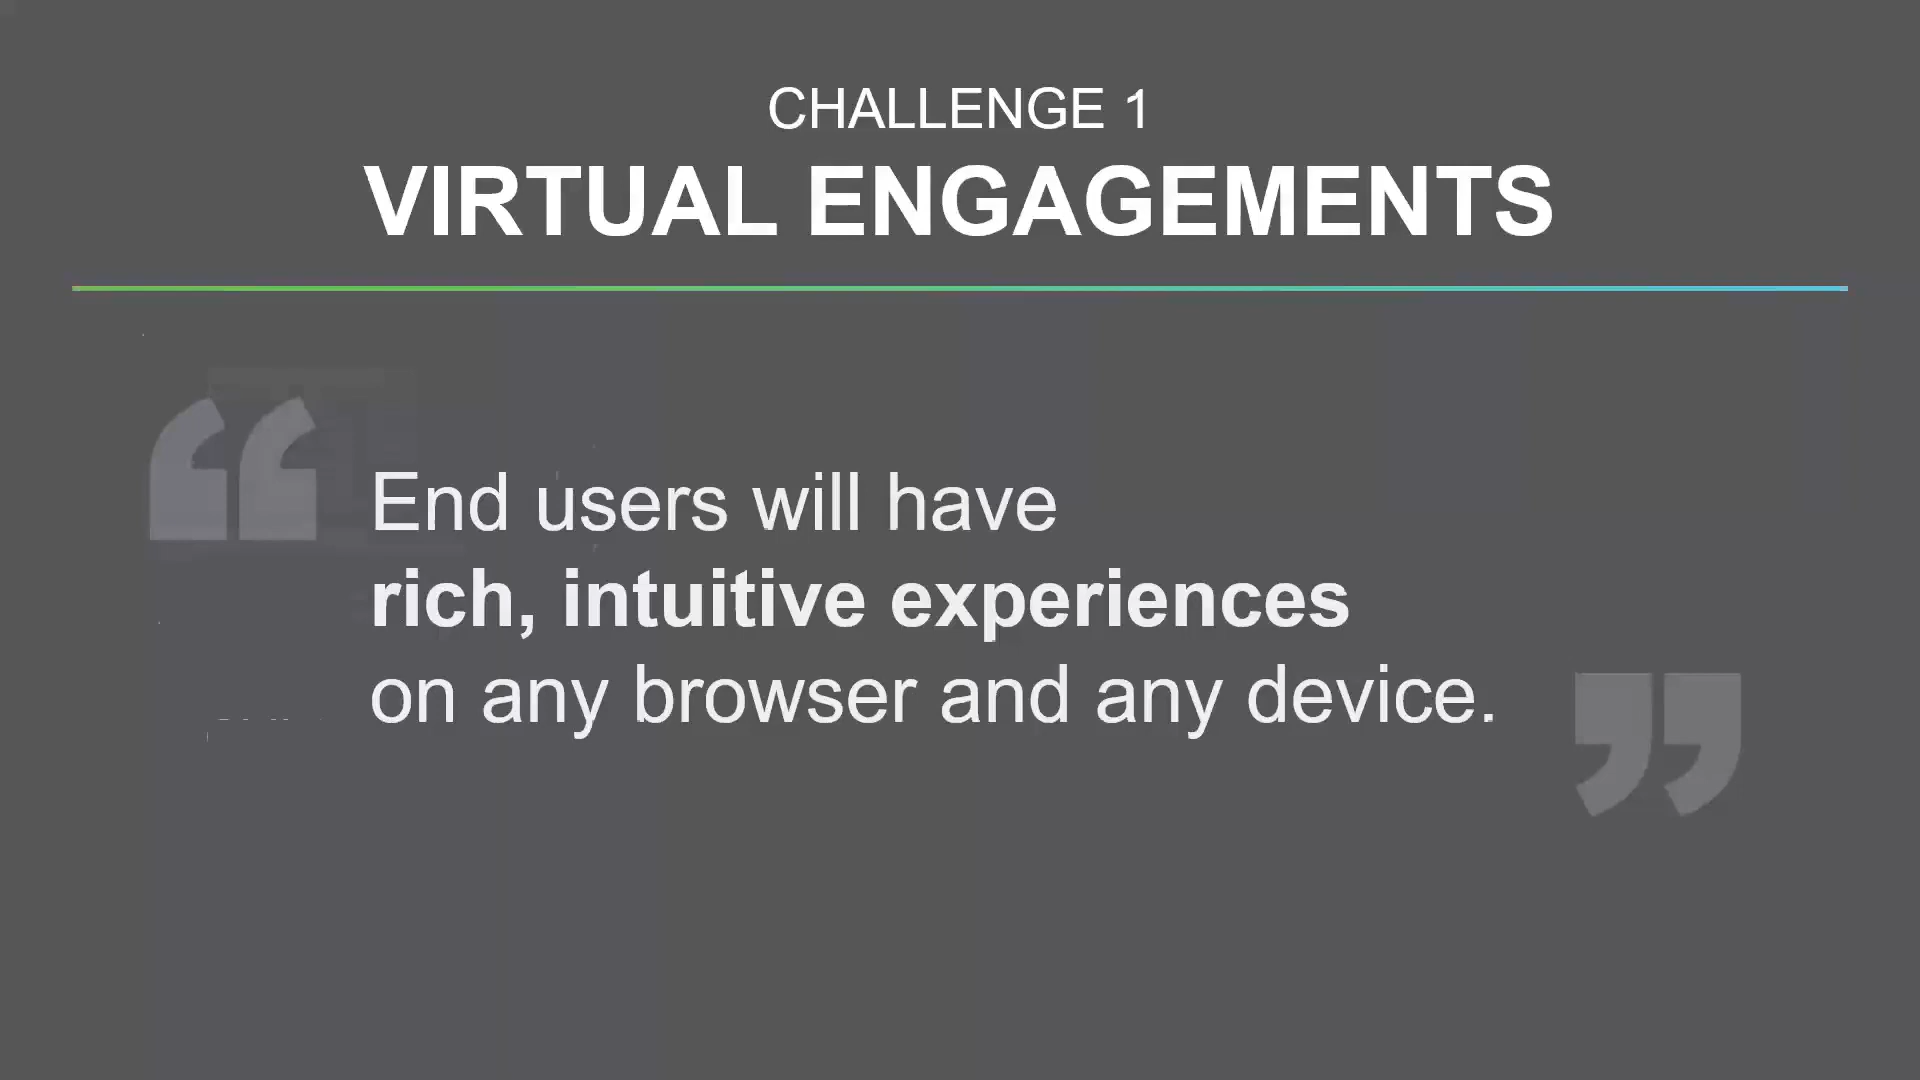 CHALLENGE 1
VIRTUAL ENGAGEMENTS
“End users will have
rich, intuitive experiences
on any browser and any device.”